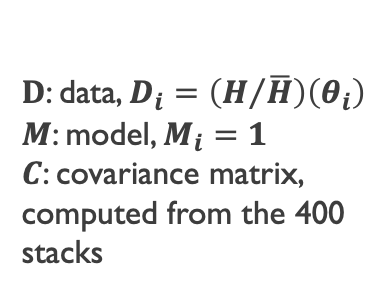 D: data, D_i = (H/H̅)(θ_i)
M: model, M_i = 1
C: covariance matrix,
computed from the 400
stacks